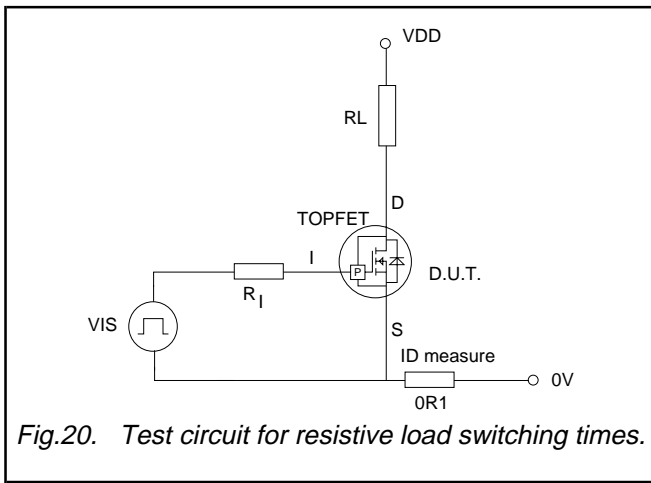 VDD
RL
D
TOPFET
I
P
D.U.T.
RI
VIS
S
ID measure
0V
0R1
Fig.20. Test circuit for resistive load switching times.